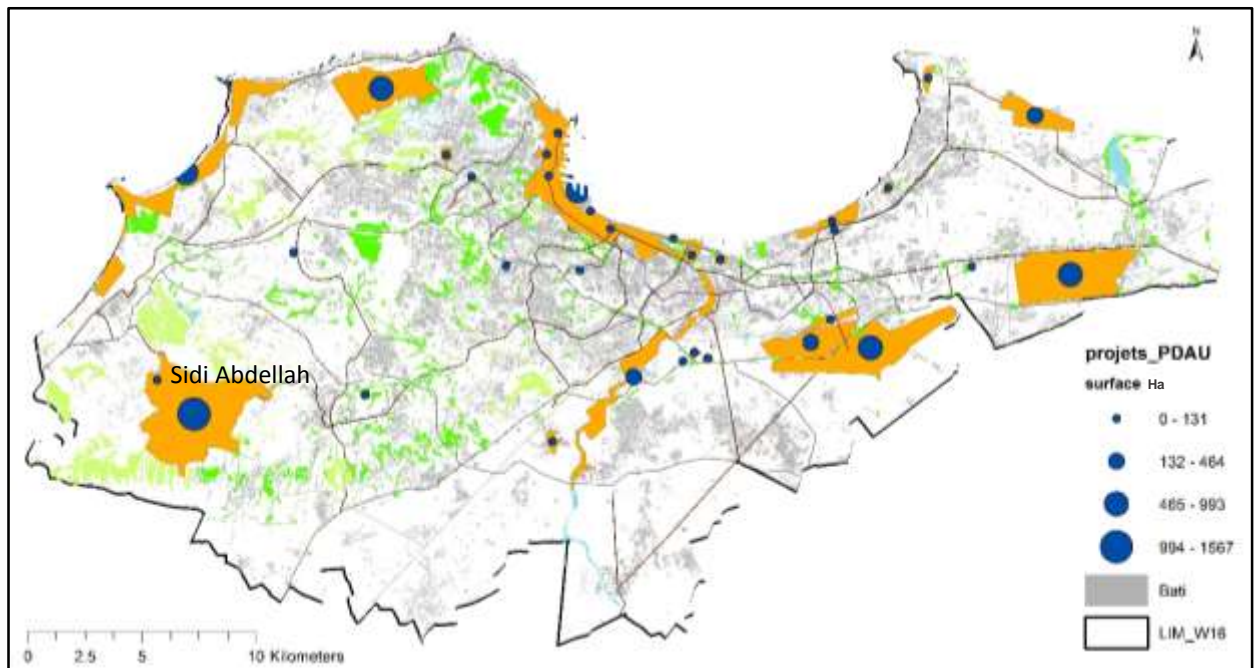 N
Sidi Abdellah
projets_PDAU
surface Ha
0 - 131
132 - 464
465 - 993
994 - 1567
Bati
LIM_W16
0 2.5 5 10 Kilometers